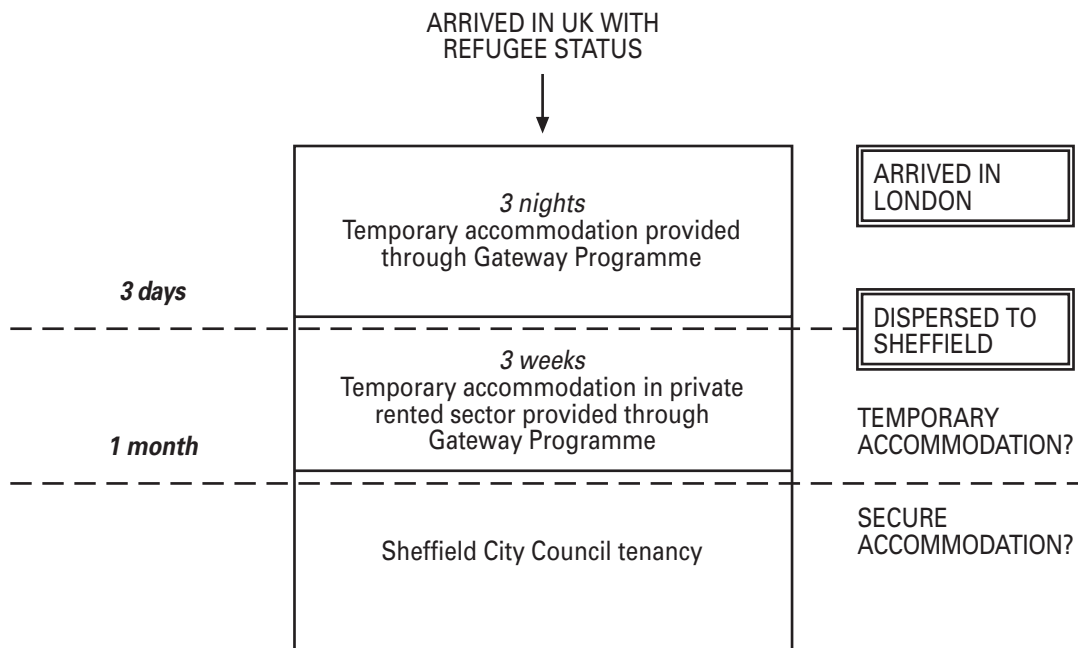 ARRIVED IN UK WITH
REFUGEE STATUS
3 nights
Temporary accommodation provided
through Gateway Programme
ARRIVED IN
LONDON
3 days
DISPERSED TO
SHEFFIELD
3 weeks
Temporary accommodation in private
rented sector provided through
Gateway Programme
TEMPORARY
ACCOMMODATION?
1 month
Sheffield City Council tenancy
SECURE
ACCOMMODATION?